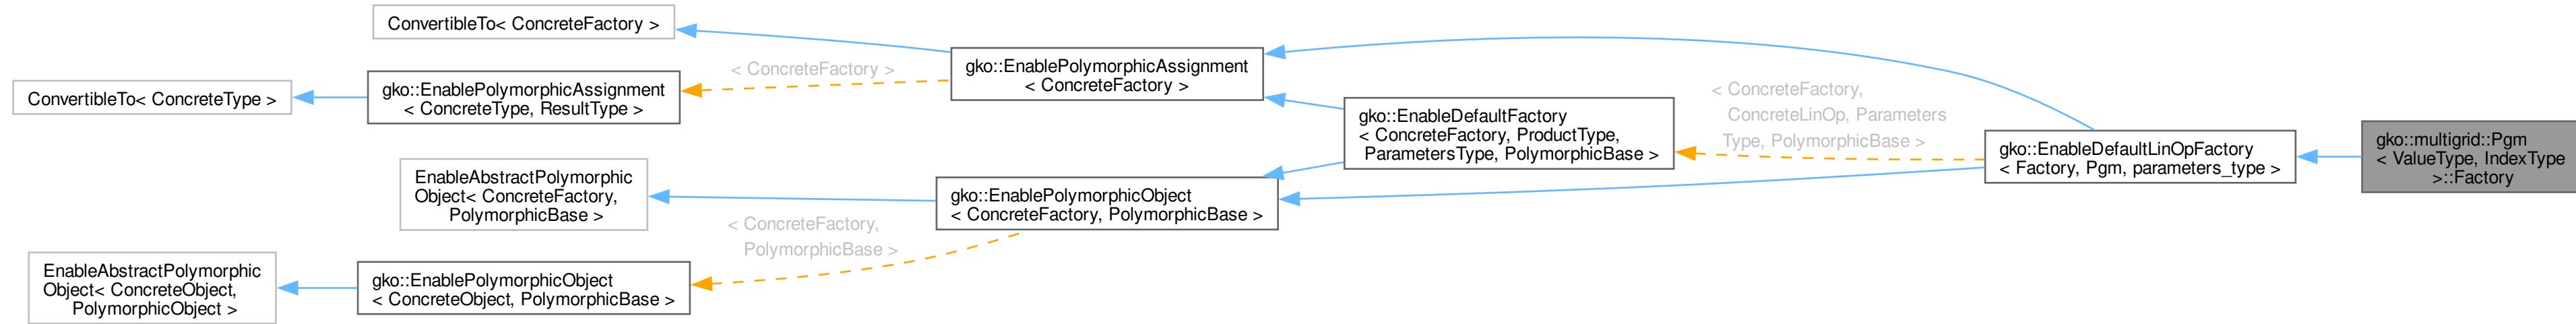 ConvertibleTo< ConcreteFactory >
ConvertibleTo< ConcreteType >
gko::EnablePolymorphicAssignment
< ConcreteType, ResultType >
< ConcreteFactory >
gko::EnablePolymorphicAssignment
< ConcreteFactory >
EnableAbstractPolymorphic
Object< ConcreteFactory,
PolymorphicBase >
EnableAbstractPolymorphic
Object< ConcreteObject,
PolymorphicObject >
gko::EnablePolymorphicObject
< ConcreteObject, PolymorphicBase >
< ConcreteFactory,
PolymorphicBase >
gko::EnablePolymorphicObject
< ConcreteFactory, PolymorphicBase >
gko::EnableDefaultFactory
< ConcreteFactory, ProductType,
ParametersType, PolymorphicBase >
< ConcreteFactory,
ConcreteLinOp, Parameters
Type, PolymorphicBase >
gko::EnableDefaultLinOpFactory
< Factory, Pgm, parameters_type >
gko::multigrid::Pgm
< ValueType, IndexType
>::Factory